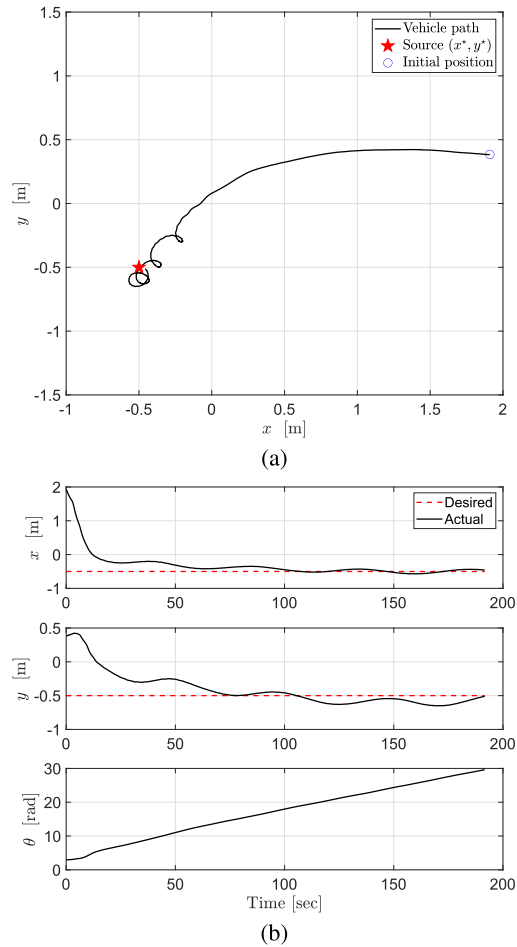 1.5
1
0.5
0
-0.5
-1
-1.5
y [m]
Vehicle path
Source (x⋆, y⋆)
Initial position
-1 -0.5 0 0.5 1 1.5 2
x [m]
(a)
2
1
0
-1
x [m]
Desired
Actual
0 50 100 150 200
0.5
0
-0.5
-1
y [m]
0 50 100 150 200
30
20
10
0
θ [rad]
0 50 100 150 200
Time [sec]
(b)